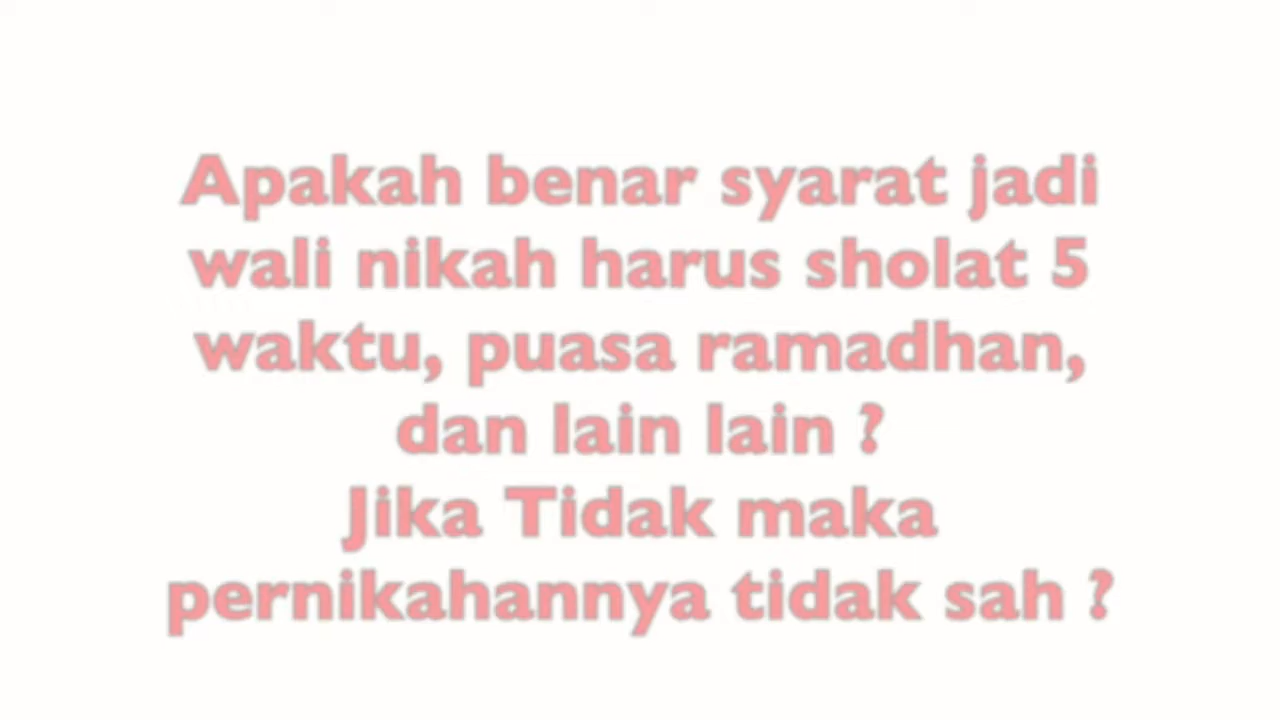 Apakah benar syarat jadi
wali nikah harus sholat 5
waktu, puasa ramadhan,
dan lain lain ?
Jika Tidak maka
pernikahannya tidak sah ?